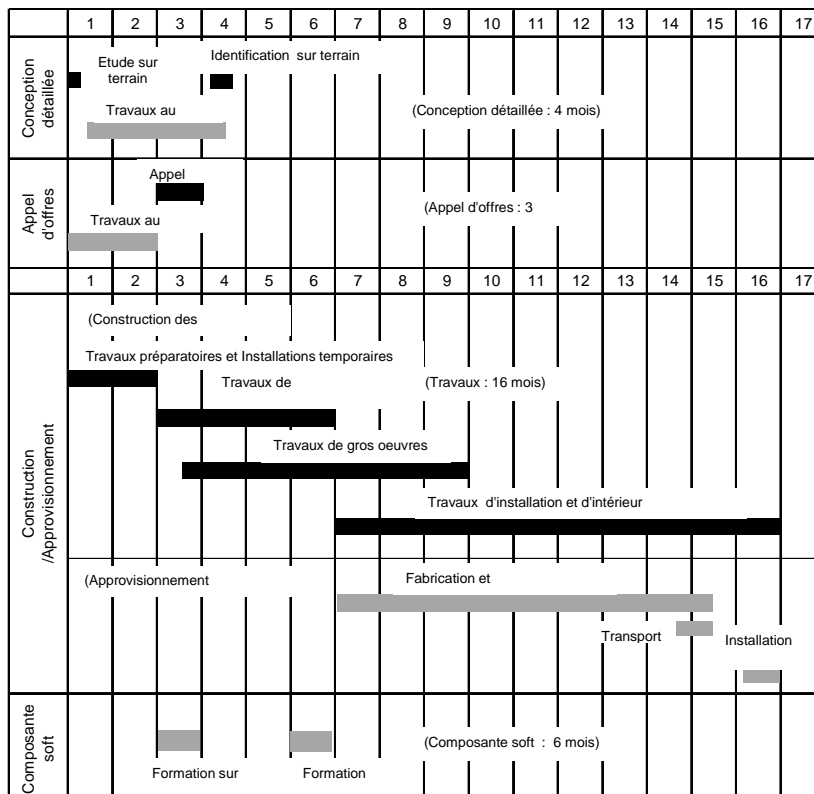 1 2 3 4 5 6 7 8 9 10 11 12 13 14 15 16 17
Conception
détaillée
Etude sur
terrain
Identification sur terrain
Travaux au
(Conception détaillée : 4 mois)
Appel
d'offres
Appel
(Appel d'offres : 3
Travaux au
1 2 3 4 5 6 7 8 9 10 11 12 13 14 15 16 17
Construction
/Approvisionnement
(Construction des
Travaux préparatoires et Installations temporaires
Travaux de
(Travaux : 16 mois)
Travaux de gros oeuvres
Travaux d'installation et d'intérieur
(Approvisionnement
Fabrication et
Transport
Installation
Composante
soft
(Composante soft : 6 mois)
Formation sur
Formation